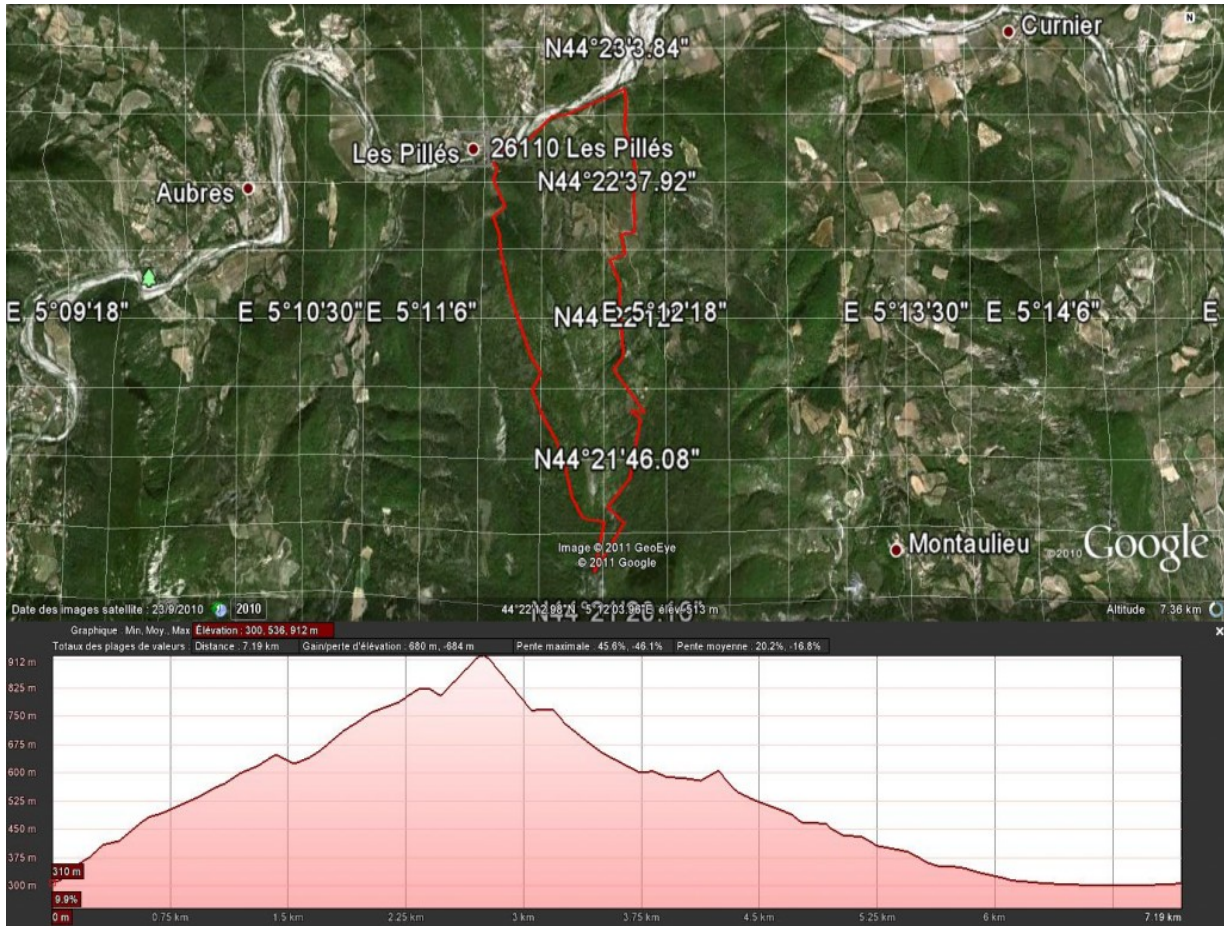 N
Curnier
N44°23'3.84"
Les Pillés
26110 Les Pillés
N44°22'37.92"
Aubres
E 5°09'18"
E 5°10'30"
E 5°11'6"
N44°22'12"
E 5°12'18"
E 5°13'30"
E 5°14'6"
E
N44°21'46.08"
Image © 2011 GeoEye
© 2011 Google
Montaulieu
©2010 Google
Date des images satellite : 23/9/2010
2010
44°22'12.98"N
5°12'03.96"E
élév. 513 m
Altitude 7.36 km
Graphique : Min, Moy., Max Élévation : 300, 536, 912 m
Totaux des plages de valeurs : Distance : 7.19 km Gain/perte d'élévation : 680 m, -684 m Pente maximale : 45.6%, -46.1% Pente moyenne : 20.2%, -16.8%
912 m
825 m
750 m
675 m
600 m
525 m
450 m
375 m
300 m
310 m
9.9%
0 m
0.75 km
1.5 km
2.25 km
3 km
3.75 km
4.5 km
5.25 km
6 km
7.19 km